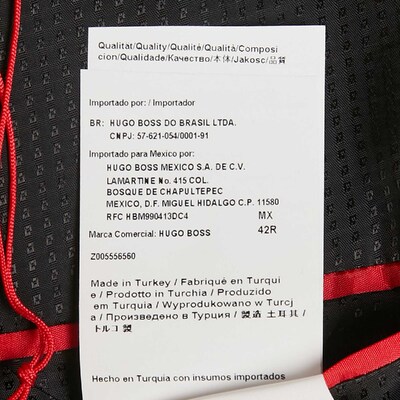 Qualitat/Quality/Qualité/Qualità/Composi
cion/Qualidade/Качество/本体/Jakosc/品質
Importado por: / Importador
BR: HUGO BOSS DO BRASIL LTDA.
CNPJ: 57-621-054/0001-91
Importado para Mexico por:
HUGO BOSS MEXICO S.A. DE C.V.
LAMARTINE No. 415 COL.
BOSQUE DE CHAPULTEPEC
MEXICO, D.F. MIGUEL HIDALGO C.P. 11580
RFC HBM990413DC4 MX
Marca Comercial: HUGO BOSS 42R
Z005556560
Made in Turkey / Fabriqué en Turqui
e / Prodotto in Turchia / Produzido
em Turquia / Wyprodukowano w Turcj
a / Произведено в Турция / 製造 土耳其 /
トルコ 製
Hecho en Turquia con insumos importados